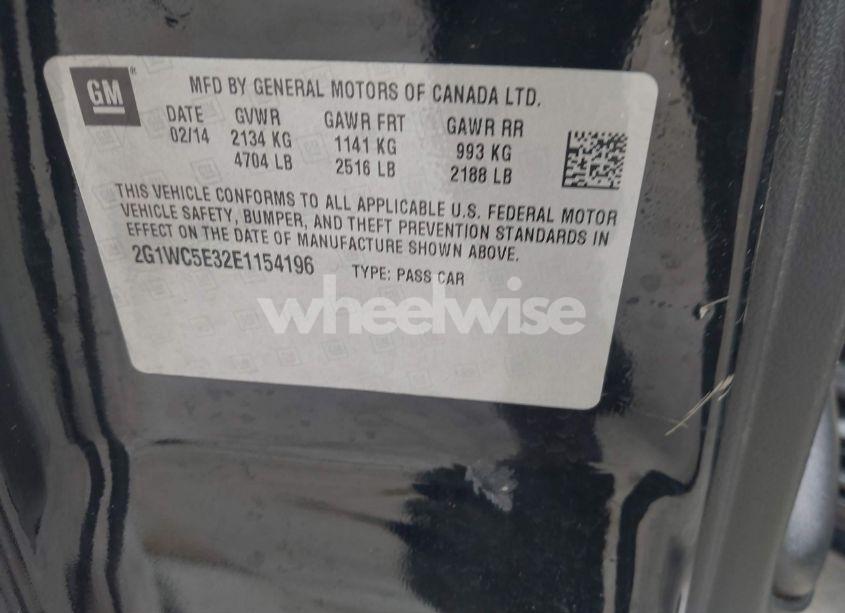 GM ®
MFD BY GENERAL MOTORS OF CANADA LTD.
DATE GVWR GAWR FRT GAWR RR
02/14 2134 KG 1141 KG 993 KG
4704 LB 2516 LB 2188 LB
THIS VEHICLE CONFORMS TO ALL APPLICABLE U.S. FEDERAL MOTOR
VEHICLE SAFETY, BUMPER, AND THEFT PREVENTION STANDARDS IN
EFFECT ON THE DATE OF MANUFACTURE SHOWN ABOVE.
2G1WC5E32E1154196 TYPE: PASS CAR
wheelwise